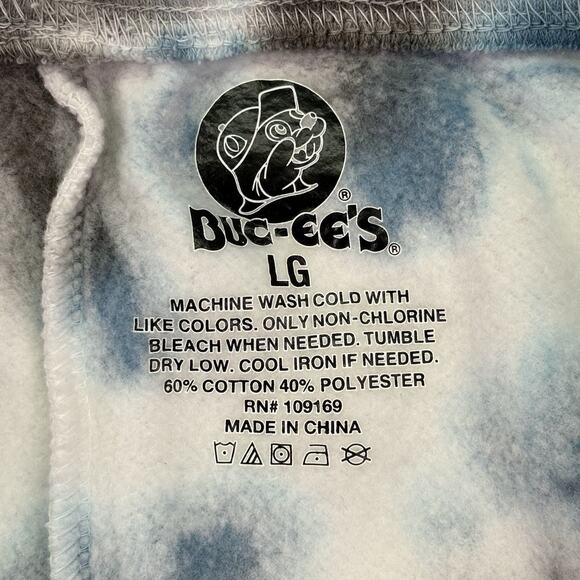 ®
BUC-EE'S®
LG
MACHINE WASH COLD WITH
LIKE COLORS. ONLY NON-CHLORINE
BLEACH WHEN NEEDED. TUMBLE
DRY LOW. COOL IRON IF NEEDED.
60% COTTON 40% POLYESTER
RN# 109169
MADE IN CHINA